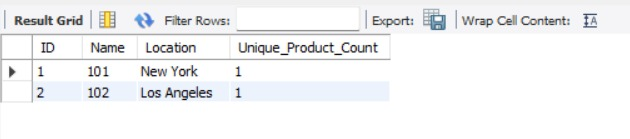 Result Grid Filter Rows: Export: Wrap Cell Content: IA
ID Name Location Unique_Product_Count
1 101 New York 1
2 102 Los Angeles 1